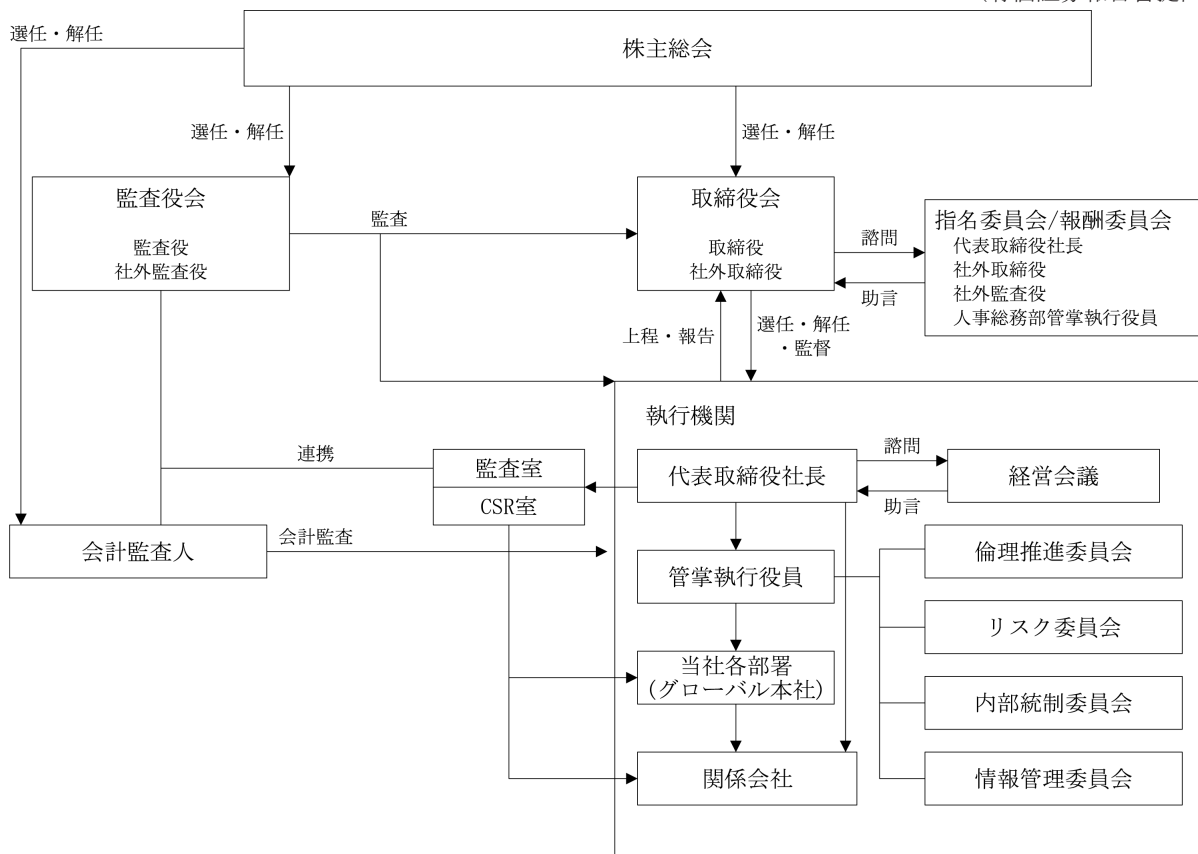 選任・解任
株主総会
選任・解任
選任・解任
監査役会
監査役
社外監査役
監査
取締役会
取締役
社外取締役
諮問
助言
指名委員会/報酬委員会
代表取締役社長
社外取締役
社外監査役
人事総務部管掌執行役員
上程・報告
選任・解任
・監督
執行機関
連携
監査室
CSR室
代表取締役社長
諮問
助言
経営会議
会計監査人
会計監査
管掌執行役員
倫理推進委員会
リスク委員会
当社各部署
(グローバル本社)
内部統制委員会
関係会社
情報管理委員会